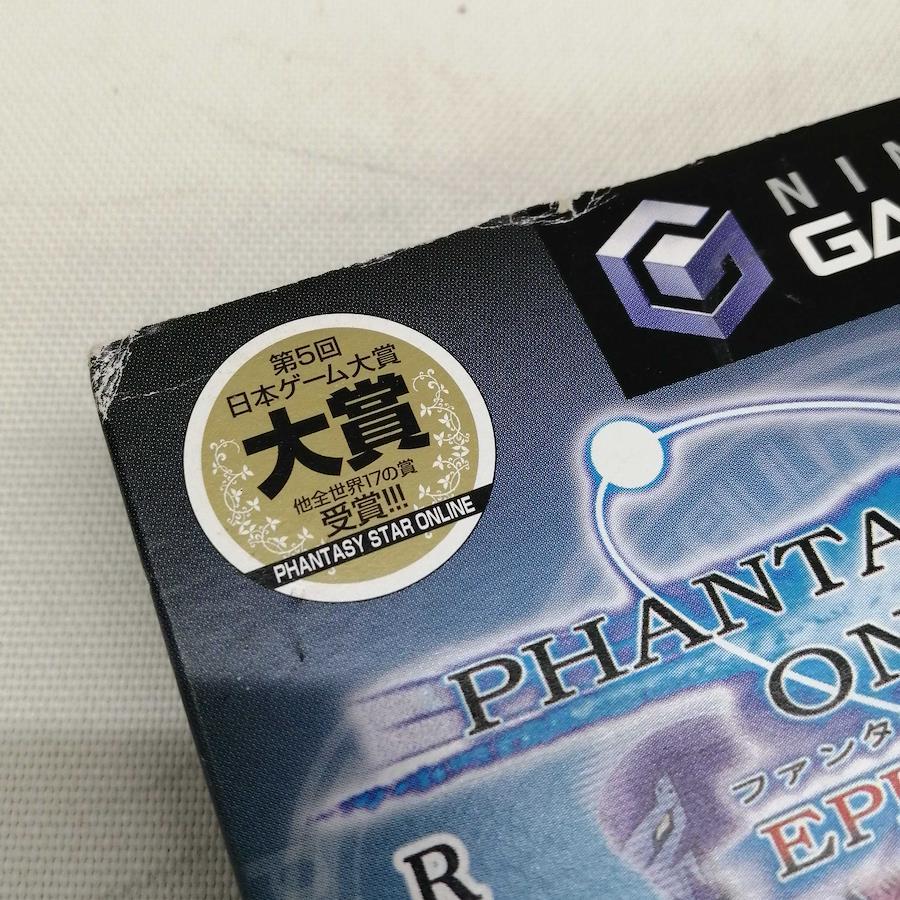 NIN
GA
第5回
日本ゲーム大賞
大賞
他全世界17の賞
受賞!!!
PHANTASY STAR ONLINE
PHANTA
ON
ファンタ
EPI
R